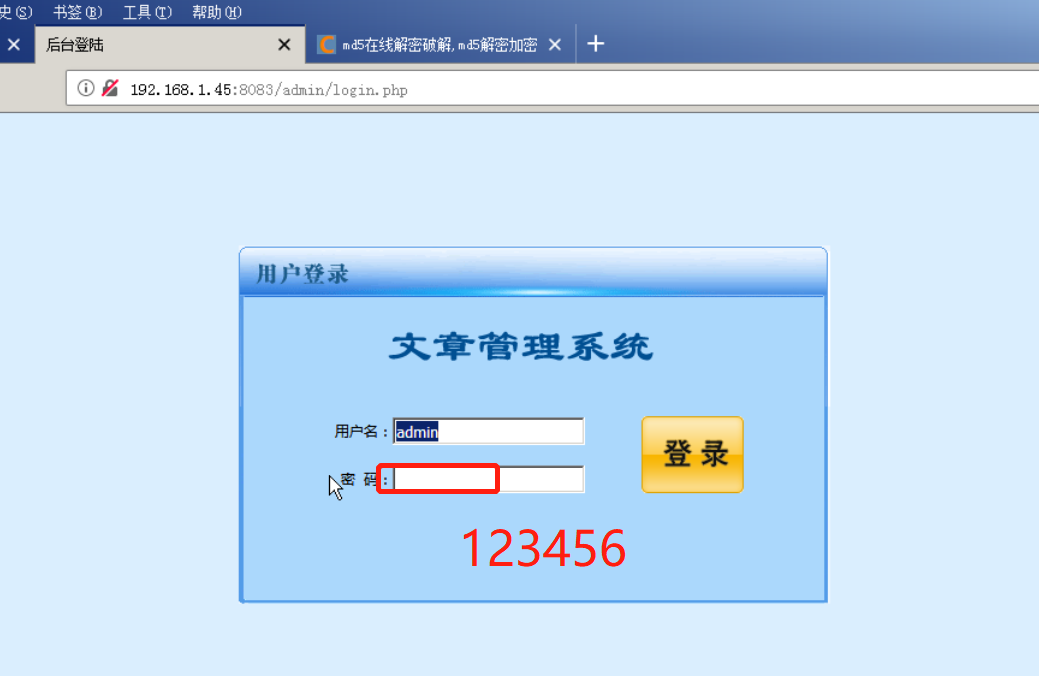 史(S) 书签(B) 工具(T) 帮助(H)
后台登陆 md5在线解密破解,md5解密加密
192.168.1.45:8083/admin/login.php
用户登录
文章管理系统
用户名： admin
密 码：
登 录
123456